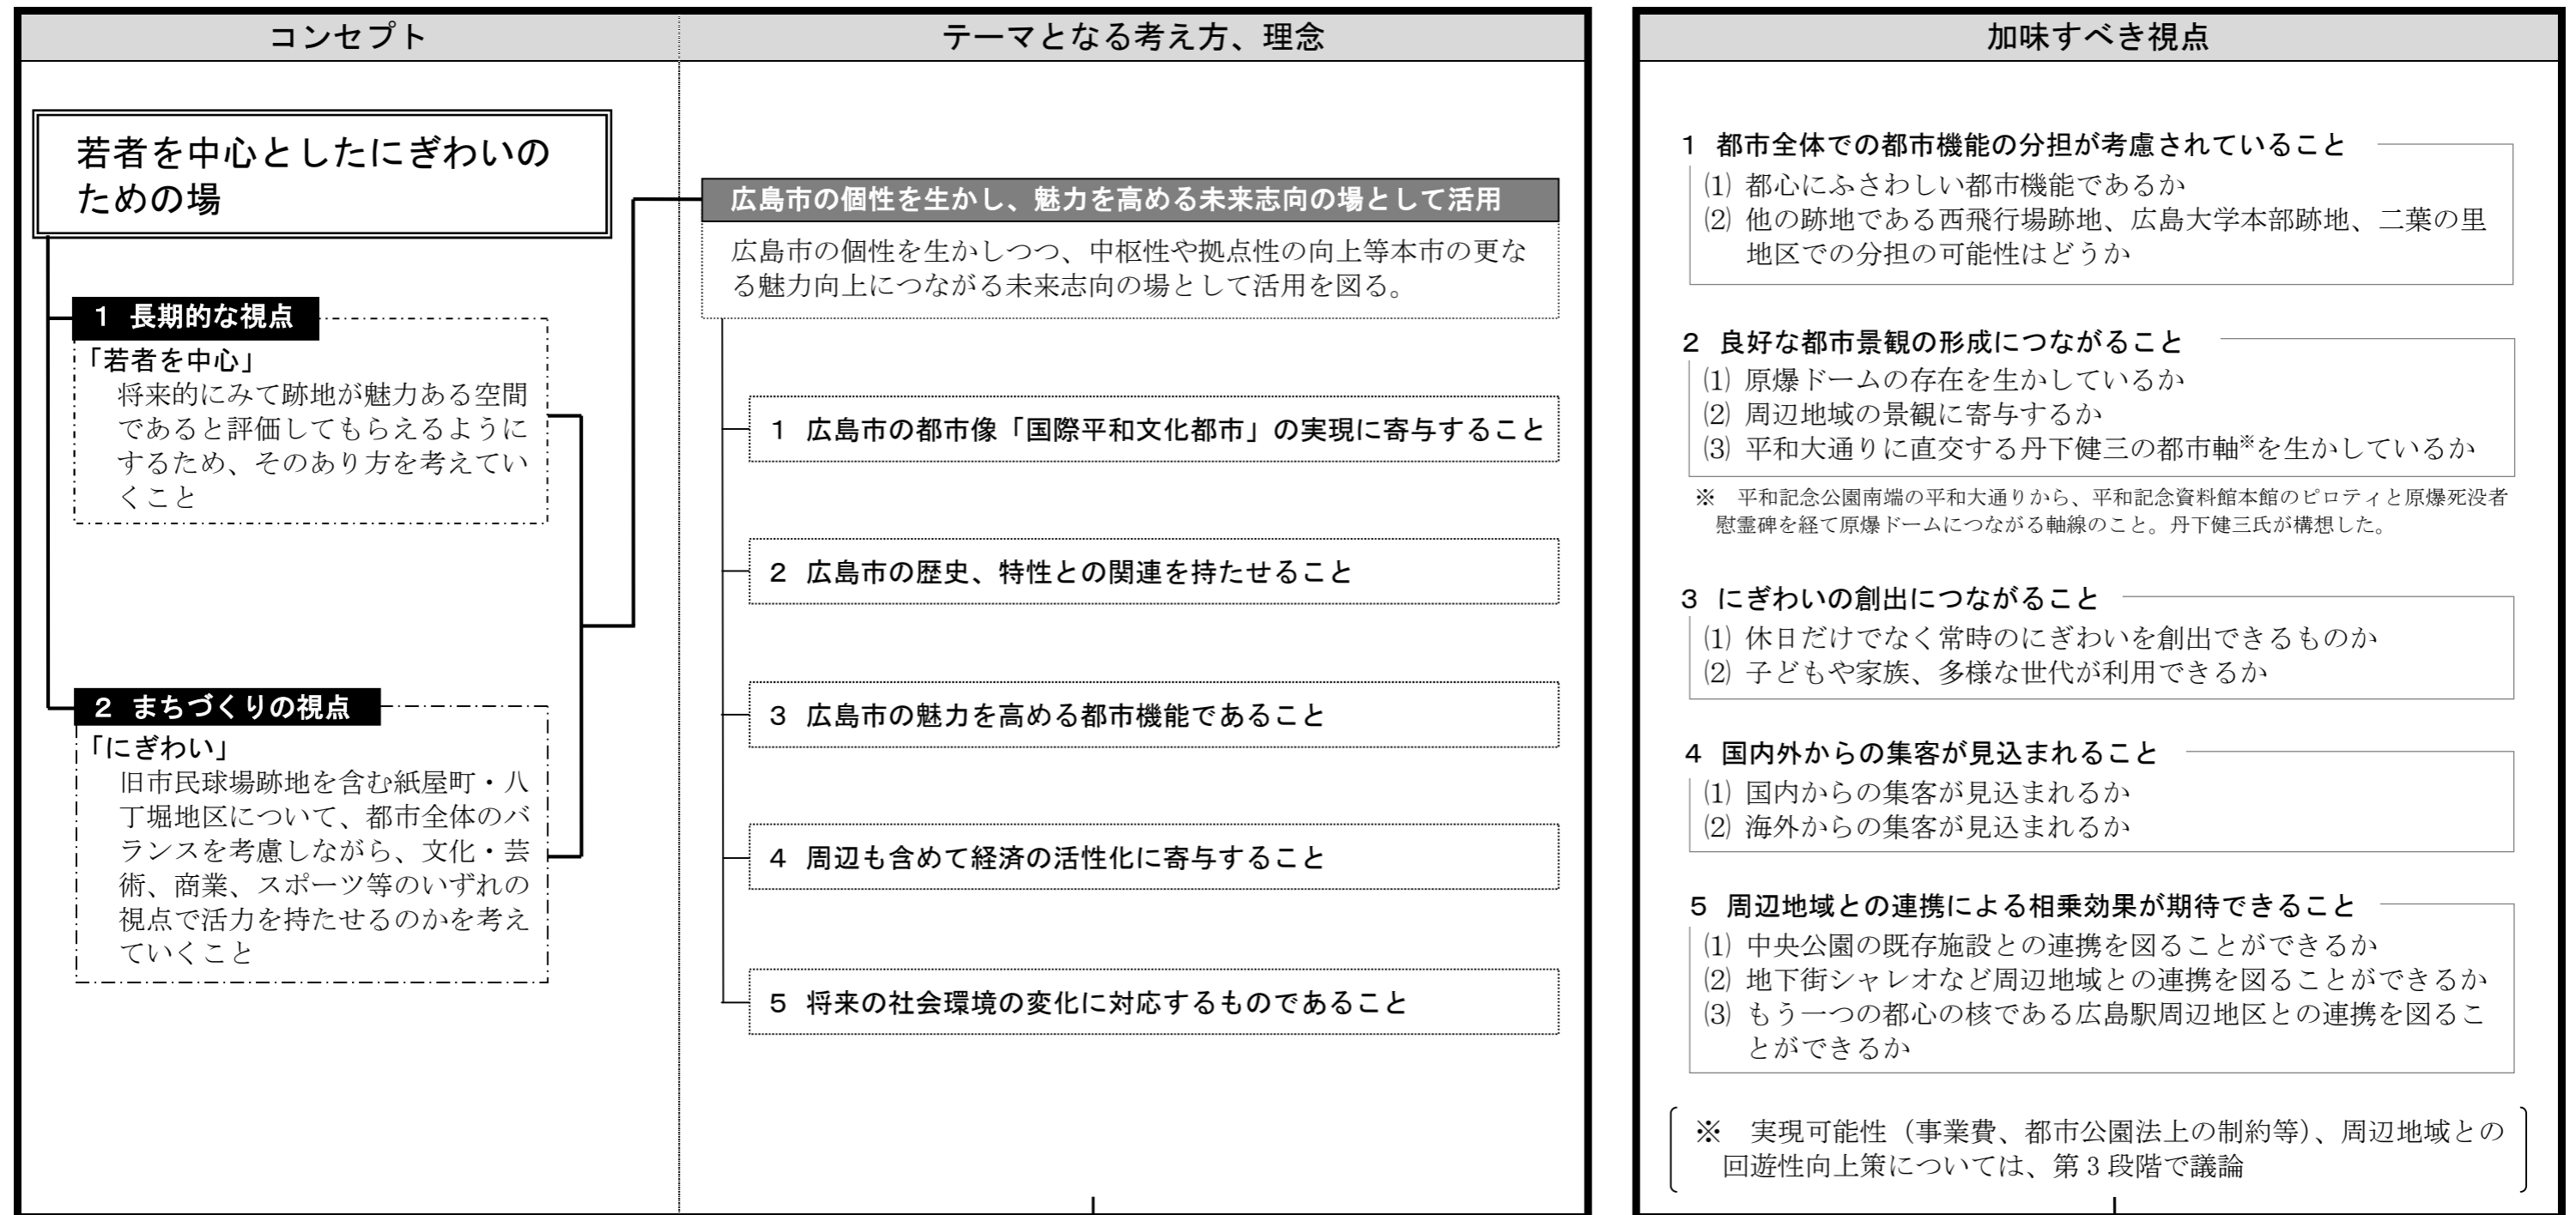 コンセプト
若者を中心としたにぎわいの
ための場
1 長期的な視点
「若者を中心」
将来的にみて跡地が魅力ある空間
であると評価してもらえるように
するため、そのあり方を考えてい
くこと
2 まちづくりの視点
「にぎわい」
旧市民球場跡地を含む紙屋町・八
丁堀地区について、都市全体のバ
ランスを考慮しながら、文化・芸
術、商業、スポーツ等のいずれの
視点で活力を持たせるのかを考え
ていくこと
テーマとなる考え方、理念
広島市の個性を生かし、魅力を高める未来志向の場として活用
広島市の個性を生かしつつ、中枢性や拠点性の向上等本市の更な
る魅力向上につながる未来志向の場として活用を図る。
1 広島市の都市像「国際平和文化都市」の実現に寄与すること
2 広島市の歴史、特性との関連を持たせること
3 広島市の魅力を高める都市機能であること
4 周辺も含めて経済の活性化に寄与すること
5 将来の社会環境の変化に対応するものであること
加味すべき視点
1 都市全体での都市機能の分担が考慮されていること
⑴ 都心にふさわしい都市機能であるか
⑵ 他の跡地である西飛行場跡地、広島大学本部跡地、二葉の里
地区での分担の可能性はどうか
2 良好な都市景観の形成につながること
⑴ 原爆ドームの存在を生かしているか
⑵ 周辺地域の景観に寄与するか
⑶ 平和大通りに直交する丹下健三の都市軸※を生かしているか
※ 平和記念公園南端の平和大通りから、平和記念資料館本館のピロティと原爆死没者
慰霊碑を経て原爆ドームにつながる軸線のこと。丹下健三氏が構想した。
3 にぎわいの創出につながること
⑴ 休日だけでなく常時のにぎわいを創出できるものか
⑵ 子どもや家族、多様な世代が利用できるか
4 国内外からの集客が見込まれること
⑴ 国内からの集客が見込まれるか
⑵ 海外からの集客が見込まれるか
5 周辺地域との連携による相乗効果が期待できること
⑴ 中央公園の既存施設との連携を図ることができるか
⑵ 地下街シャレオなど周辺地域との連携を図ることができるか
⑶ もう一つの都心の核である広島駅周辺地区との連携を図るこ
とができるか
※ 実現可能性（事業費、都市公園法上の制約等）、周辺地域との
回遊性向上策については、第３段階で議論